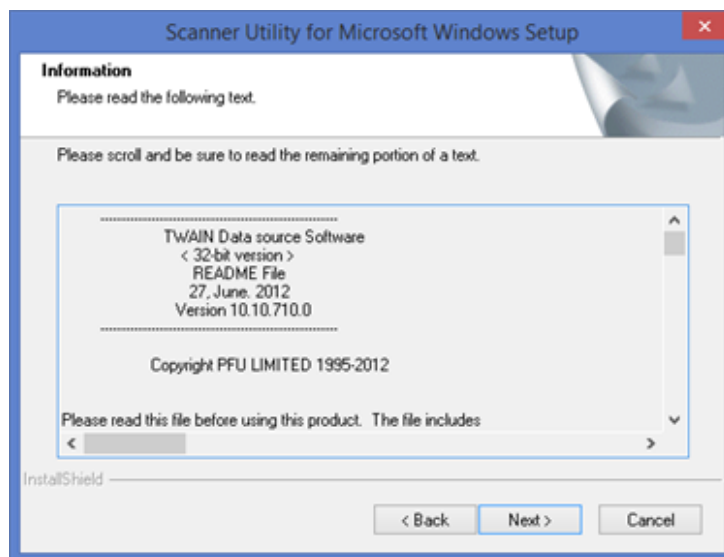 Scanner Utility for Microsoft Windows Setup
Information
Please read the following text.
Please scroll and be sure to read the remaining portion of a text.
--------------------------------------------------------
TWAIN Data source Software
< 32-bit version >
README File
27, June. 2012
Version 10.10.710.0
--------------------------------------------------------
Copyright PFU LIMITED 1995-2012
Please read this file before using this product. The file includes
InstallShield
< Back
Next >
Cancel